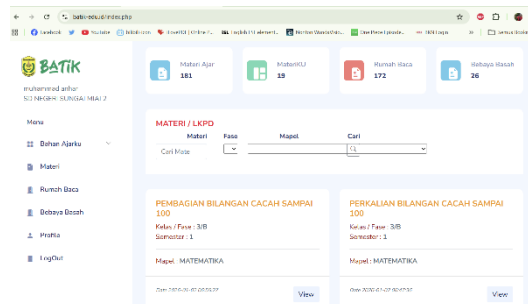 batik-edu.id/index.php
Facebook
YouTube
BATIK
muhammad anhar
SD NEGERI SUNGAI MIAI 2
Menu
Bahan Ajarku
Materi
Rumah Baca
Bebaya Basah
Profile
LogOut
Materi Ajar
181
MateriKU
19
Rumah Baca
172
Bebaya Basah
26
MATERI / LKPD
Materi Fase Mapel Cari
Cari Mate
PEMBAGIAN BILANGAN CACAH SAMPAI
100
Kelas / Fase : 3/B
Semester : 1
Mapel : MATEMATIKA
View
PERKALIAN BILANGAN CACAH SAMPAI
100
Kelas / Fase : 3/B
Semester : 1
Mapel : MATEMATIKA
View